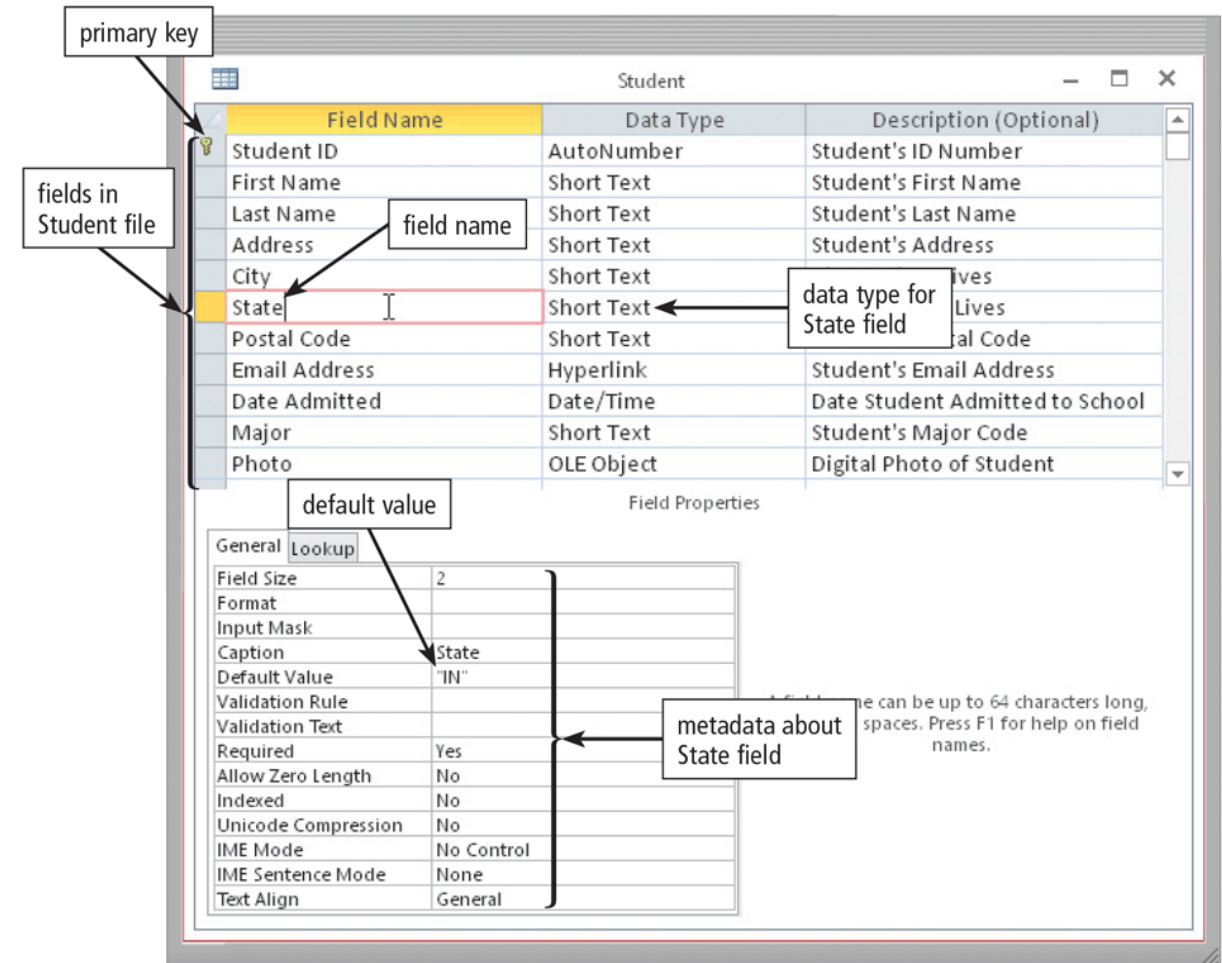 primary key
Student
Field Name Data Type Description (Optional)
Student ID AutoNumber Student's ID Number
First Name Short Text Student's First Name
fields in
Student file
Last Name Short Text Student's Last Name
field name
Address Short Text Student's Address
City Short Text ives
State Short Text Lives
data type for
State field
Postal Code Short Text al Code
Email Address Hyperlink Student's Email Address
Date Admitted Date/Time Date Student Admitted to School
Major Short Text Student's Major Code
Photo OLE Object Digital Photo of Student
default value
Field Properties
General Lookup
Field Size 2
Format
Input Mask
Caption State
Default Value "IN"
Validation Rule
Validation Text
Required Yes
Allow Zero Length No
Indexed No
Unicode Compression No
IME Mode No Control
IME Sentence Mode None
Text Align General
metadata about
State field
can be up to 64 characters long,
spaces. Press F1 for help on field
names.